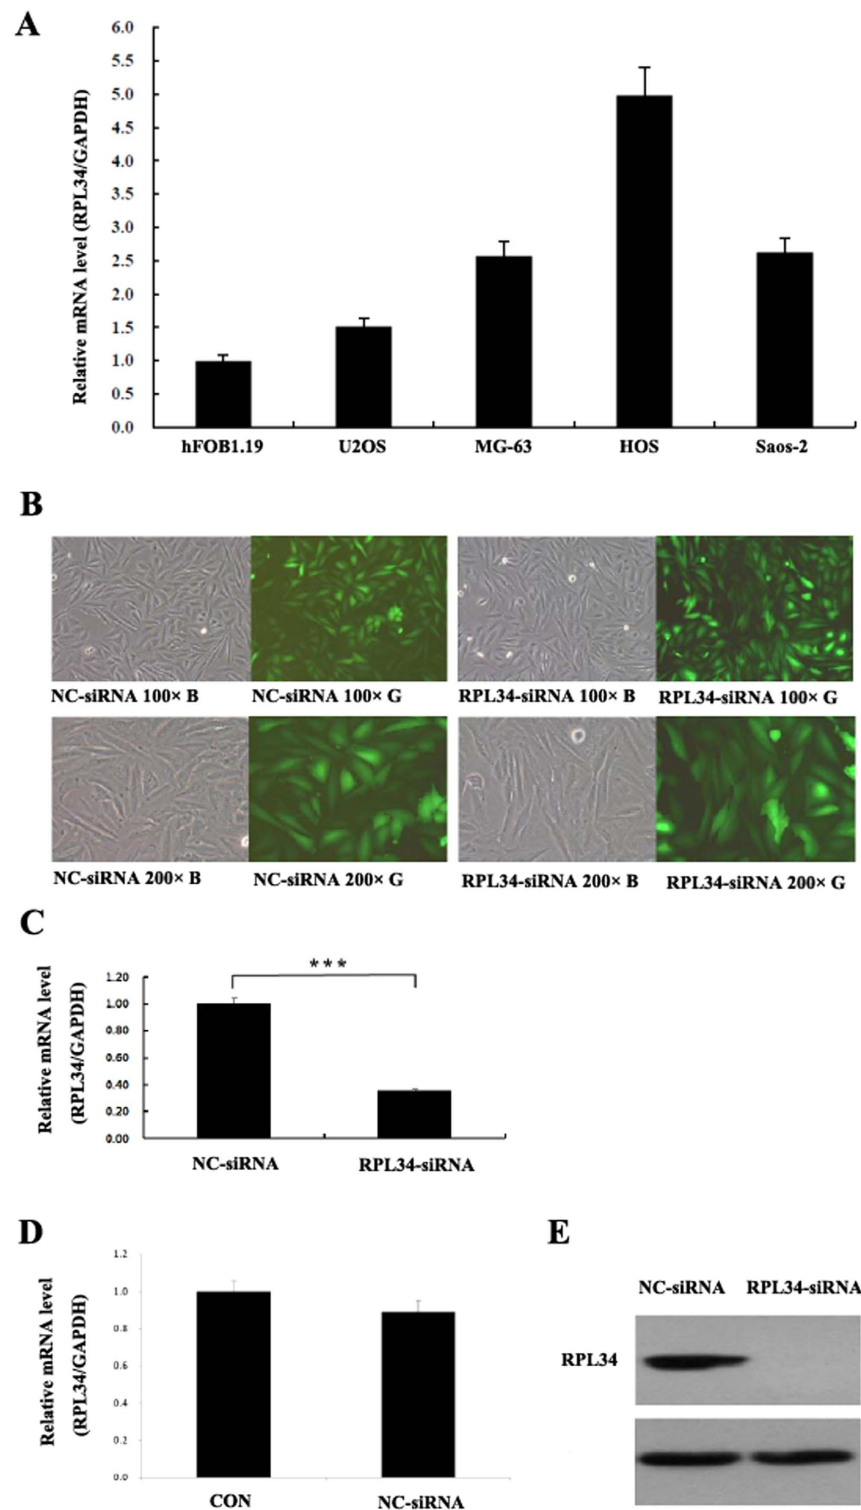 A
Relative mRNA level (RPL34/GAPDH)
6.0
5.5
5.0
4.5
4.0
3.5
3.0
2.5
2.0
1.5
1.0
0.5
0.0
hFOB1.19 U2OS MG-63 HOS Saos-2
B
NC-siRNA 100× B NC-siRNA 100× G RPL34-siRNA 100× B RPL34-siRNA 100× G
NC-siRNA 200× B NC-siRNA 200× G RPL34-siRNA 200× B RPL34-siRNA 200× G
C
Relative mRNA level
(RPL34/GAPDH)
1.20
1.00
0.80
0.60
0.40
0.20
0.00
***
NC-siRNA RPL34-siRNA
D
Relative mRNA level
(RPL34/GAPDH)
1.2
1.0
0.8
0.6
0.4
0.2
0.0
CON NC-siRNA
E
NC-siRNA RPL34-siRNA
RPL34